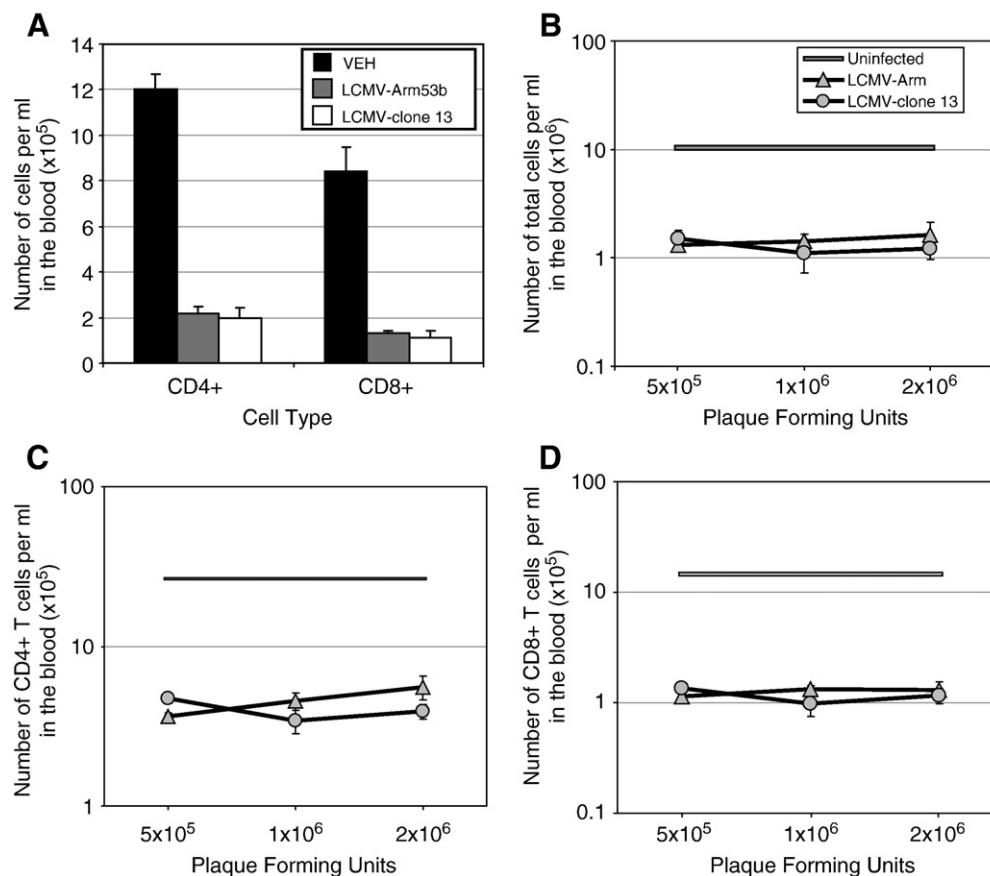 A
Number of cells per ml
in the blood (x10⁵)
14
12
10
8
6
4
2
0
VEH
LCMV-Arm53b
LCMV-clone 13
CD4+
CD8+
Cell Type
B
Number of total cells per ml
in the blood (x10⁶)
100
10
1
0.1
Uninfected
LCMV-Arm
LCMV-clone 13
5x10⁵
1x10⁶
2x10⁶
Plaque Forming Units
C
Number of CD4+ T cells per ml
in the blood (x10⁵)
100
10
1
5x10⁵
1x10⁶
2x10⁶
Plaque Forming Units
D
Number of CD8+ T cells per ml
in the blood (x10⁵)
100
10
1
0.1
5x10⁵
1x10⁶
2x10⁶
Plaque Forming Units